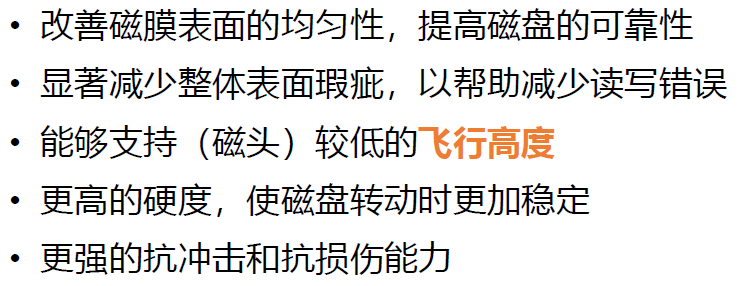 • 改善磁膜表面的均匀性，提高磁盘的可靠性
• 显著减少整体表面瑕疵，以帮助减少读写错误
• 能够支持（磁头）较低的飞行高度
• 更高的硬度，使磁盘转动时更加稳定
• 更强的抗冲击和抗损伤能力